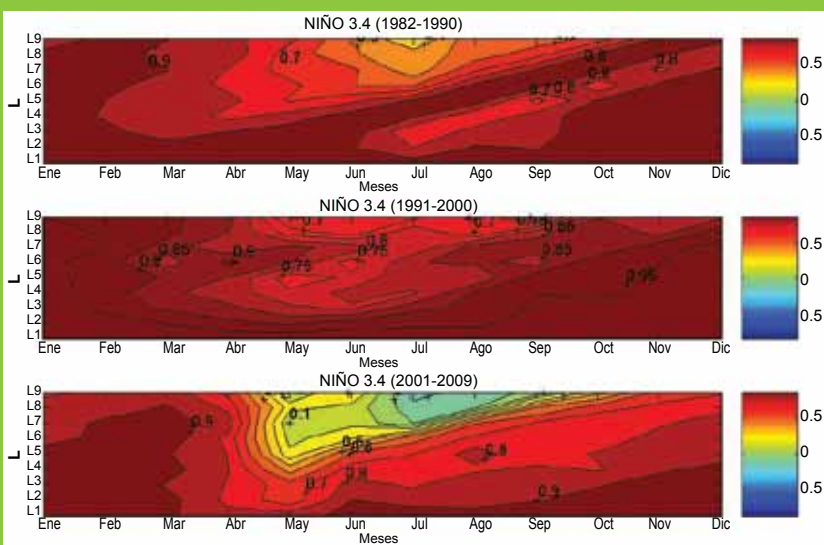 NIÑO 3.4 (1982-1990)
L9
L8
L7
L6
L5
L4
L3
L2
L1
L
0.9
0.7
0.7
0.8
0.8
0.8
0.5
0
0.5
Ene Feb Mar Abr May Jun Jul Ago Sep Oct Nov Dic
Meses
NIÑO 3.4 (1991-2000)
L9
L8
L7
L6
L5
L4
L3
L2
L1
L
0.85
0.9
0.75
0.8
0.75
0.85
0.95
0.5
0
0.5
Ene Feb Mar Abr May Jun Jul Ago Sep Oct Nov Dic
Meses
NIÑO 3.4 (2001-2009)
L9
L8
L7
L6
L5
L4
L3
L2
L1
L
0.9
0.1
0.7
0.8
0.8
0.9
0.5
0
0.5
Ene Feb Mar Abr May Jun Jul Ago Sep Oct Nov Dic
Meses